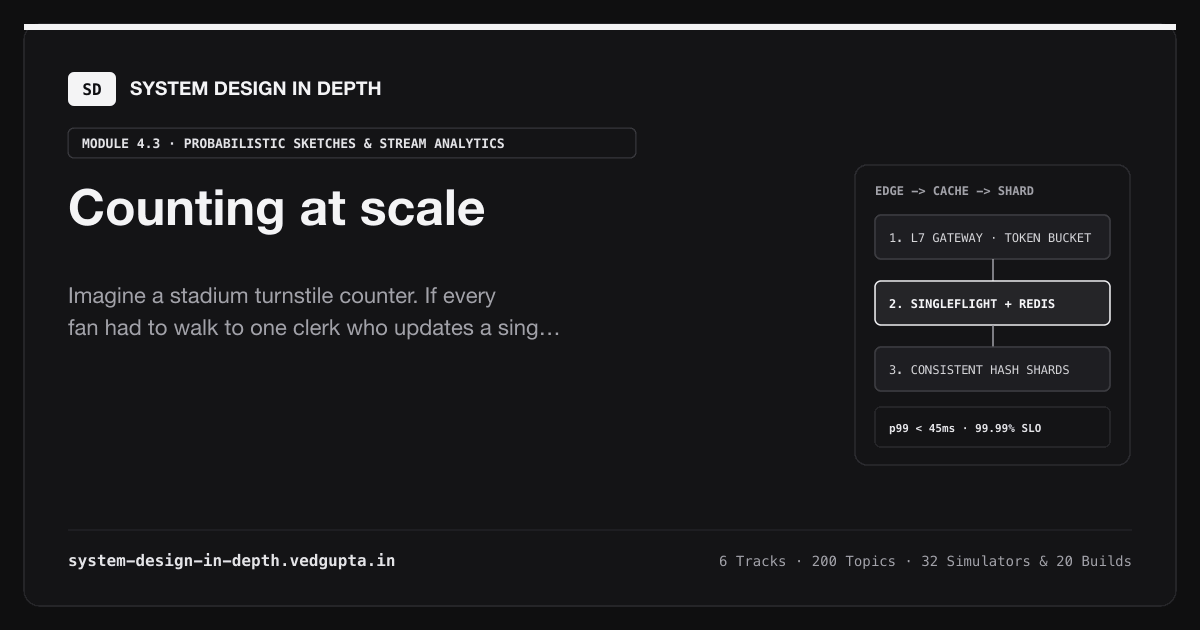 SD
SYSTEM DESIGN IN DEPTH
MODULE 4.3 · PROBABILISTIC SKETCHES & STREAM ANALYTICS
Counting at scale
Imagine a stadium turnstile counter. If every
fan had to walk to one clerk who updates a sing…
EDGE —> CACHE —> SHARD
1. L7 GATEWAY · TOKEN BUCKET
2. SINGLEFLIGHT + REDIS
3. CONSISTENT HASH SHARDS
p99 < 45ms · 99.99% SLO
system-design-in-depth.vedgupta.in
6 Tracks · 200 Topics · 32 Simulators & 20 Builds